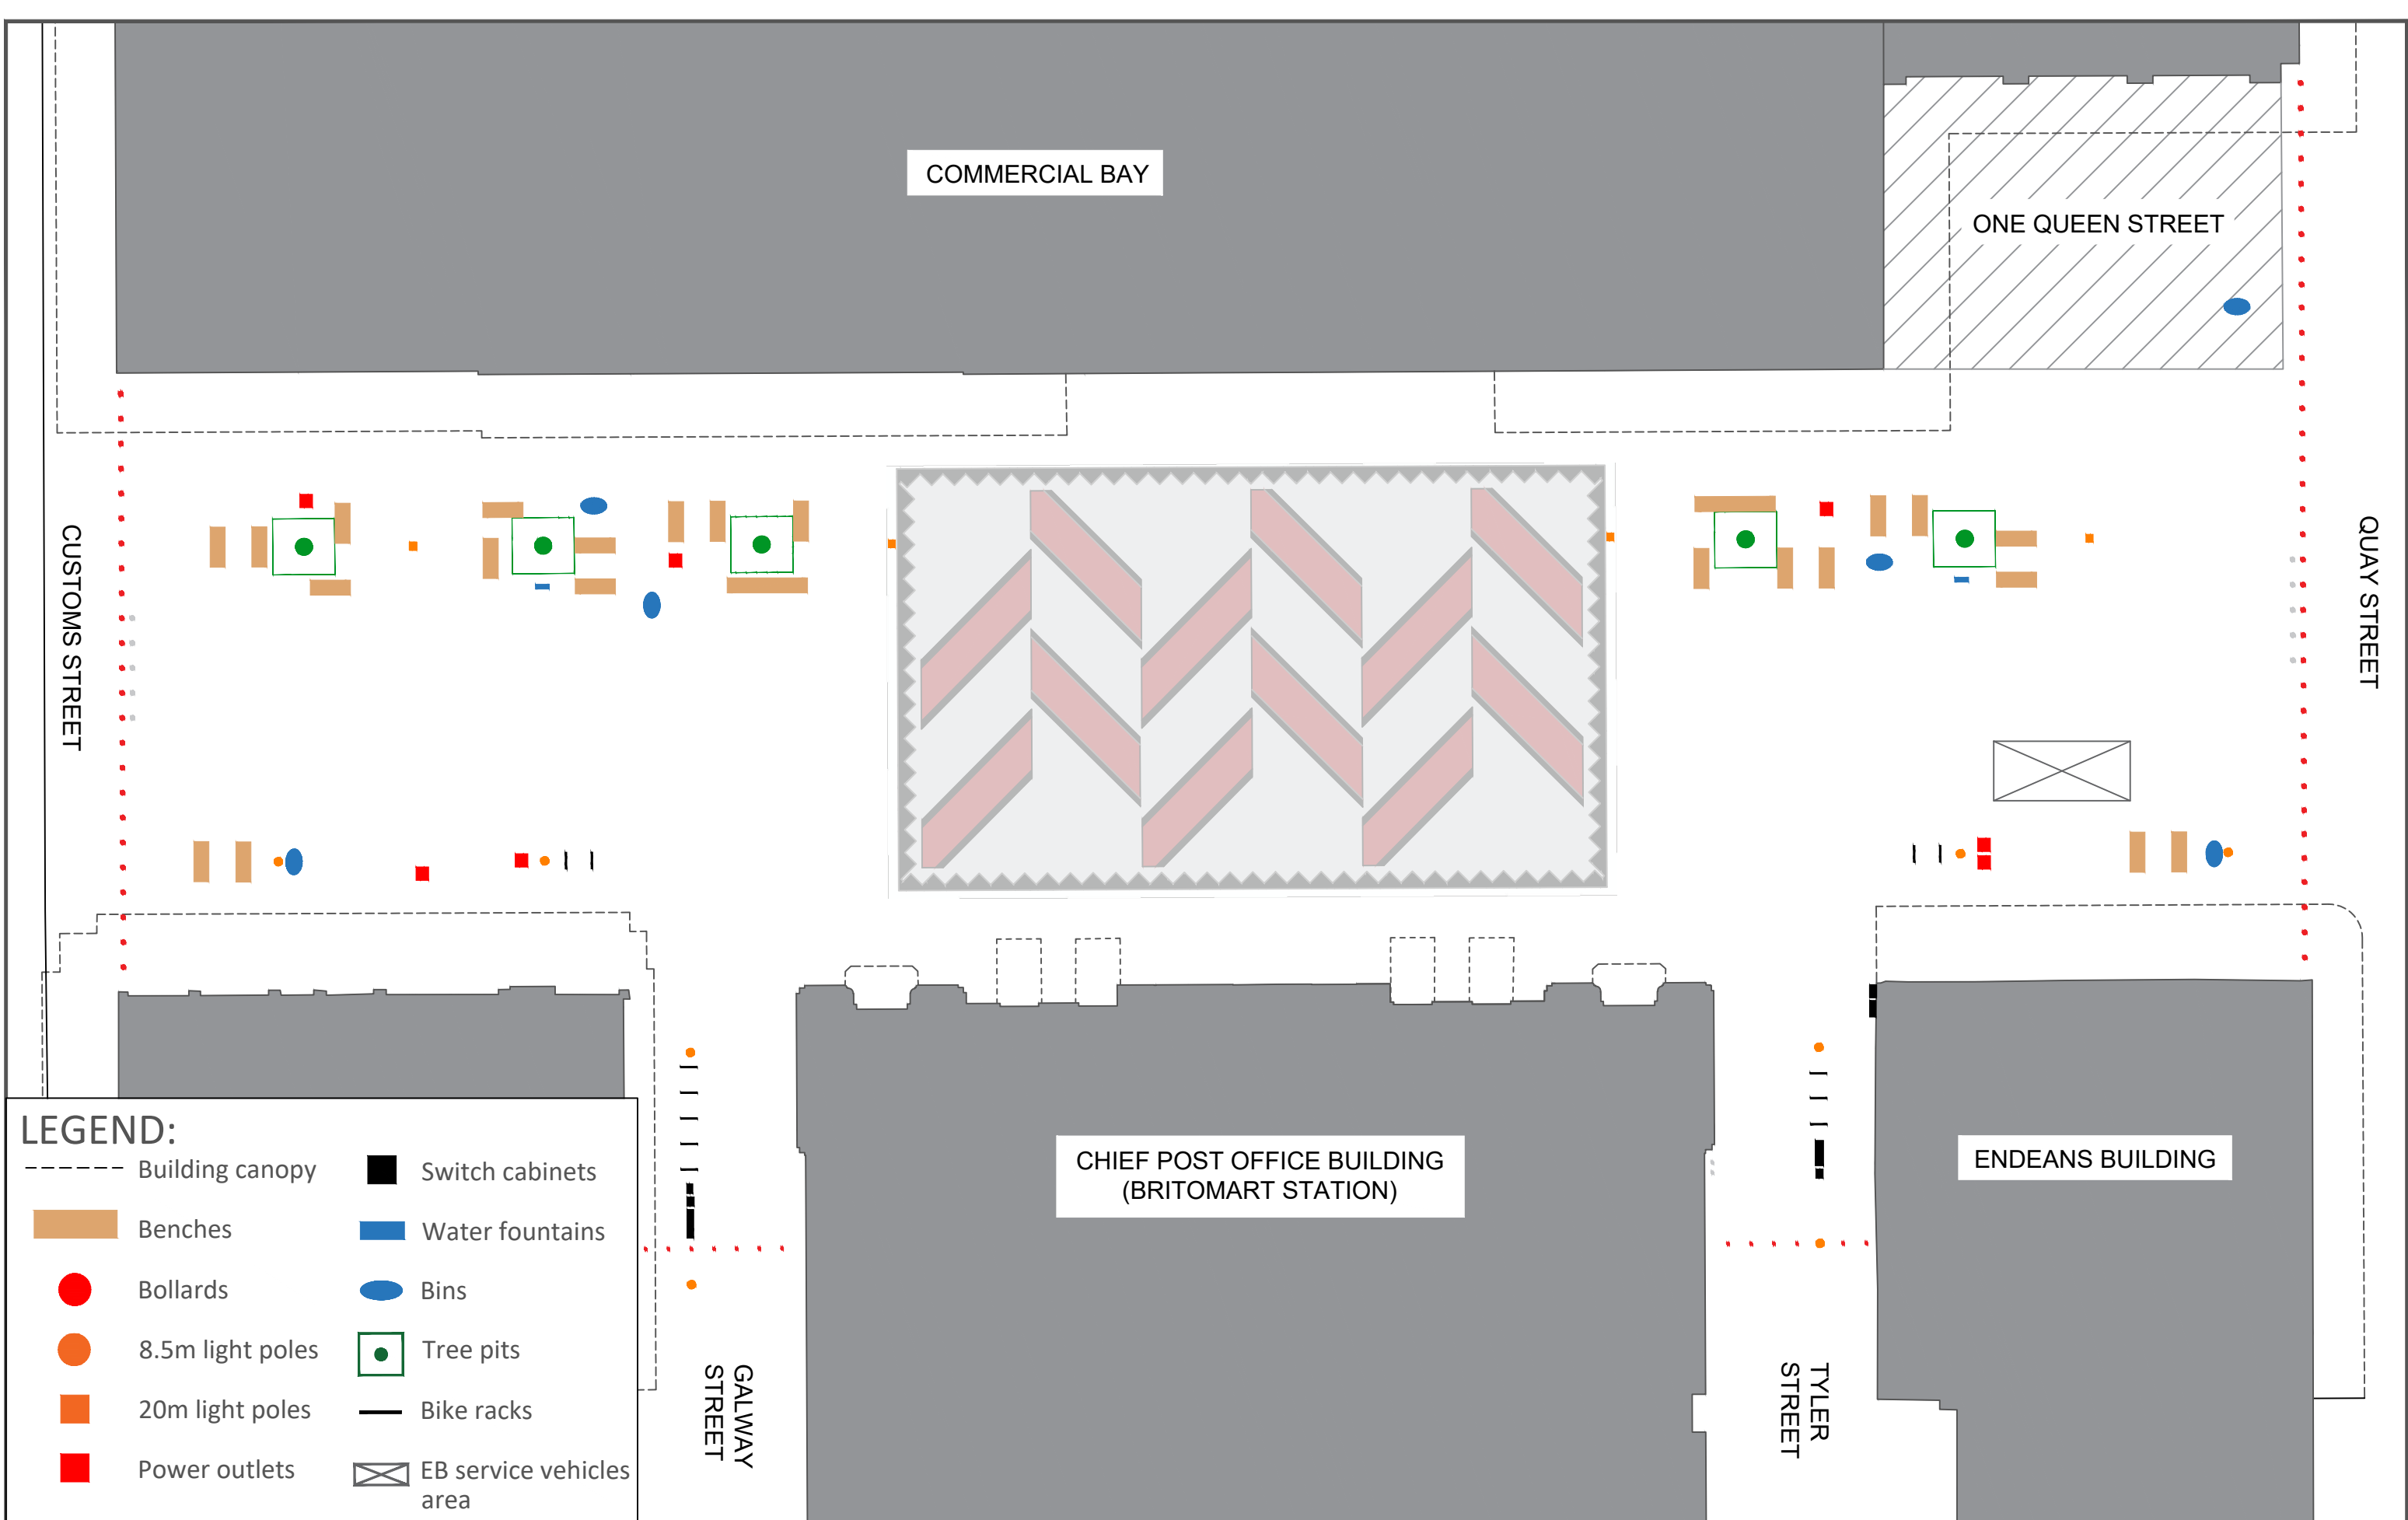 COMMERCIAL BAY
ONE QUEEN STREET
CUSTOMS STREET
QUAY STREET
CHIEF POST OFFICE BUILDING
(BRITOMART STATION)
ENDEANS BUILDING
GALWAY
STREET
TYLER
STREET
LEGEND:
Building canopy
Benches
Bollards
8.5m light poles
20m light poles
Power outlets
Switch cabinets
Water fountains
Bins
Tree pits
Bike racks
EB service vehicles
area